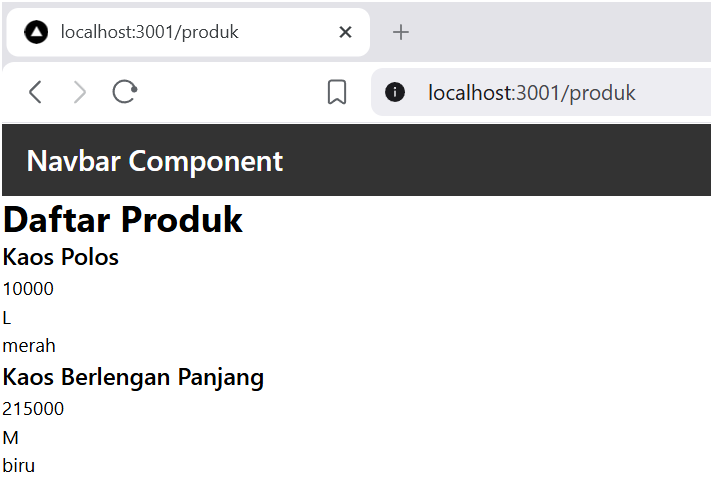 localhost:3001/produk
localhost:3001/produk
Navbar Component
Daftar Produk
Kaos Polos
10000
L
merah
Kaos Berlengan Panjang
215000
M
biru